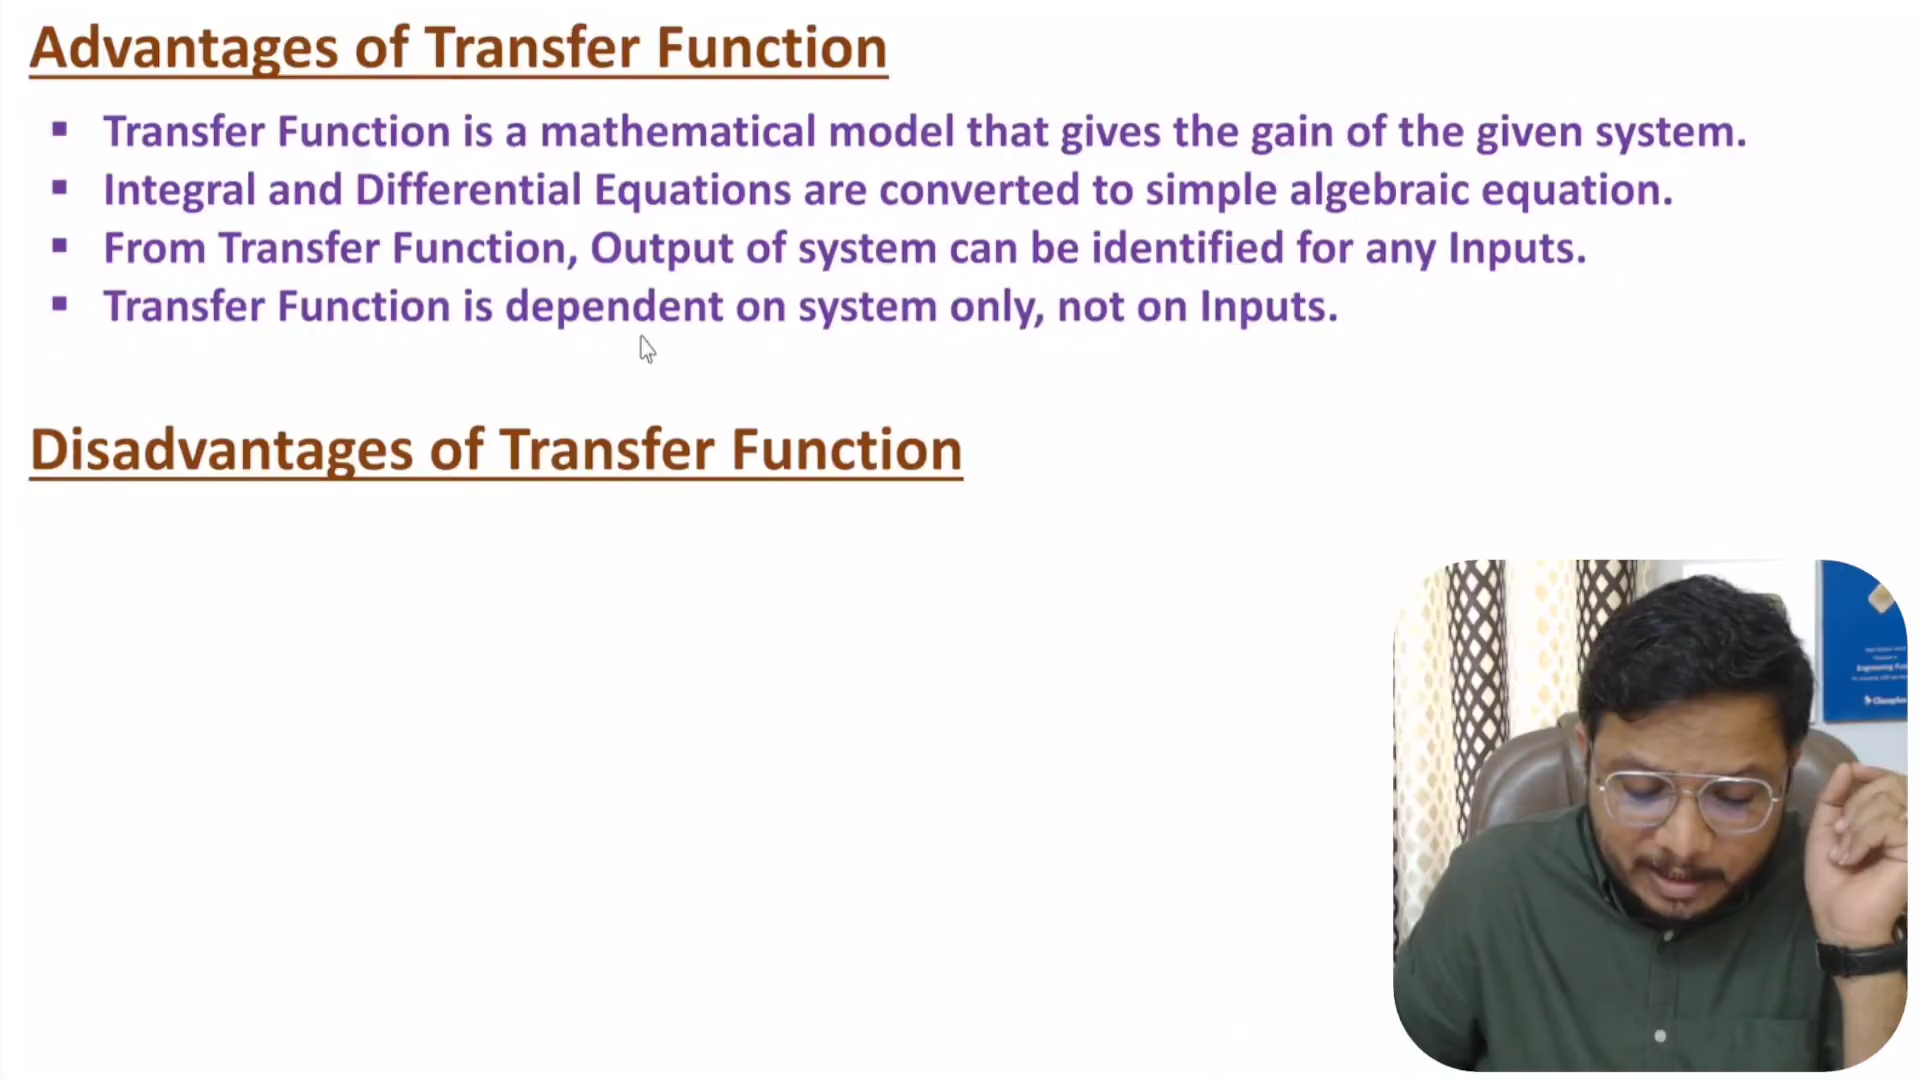 Advantages of Transfer Function
▪ Transfer Function is a mathematical model that gives the gain of the given system.
▪ Integral and Differential Equations are converted to simple algebraic equation.
▪ From Transfer Function, Output of system can be identified for any Inputs.
▪ Transfer Function is dependent on system only, not on Inputs.
Disadvantages of Transfer Function
Engineering